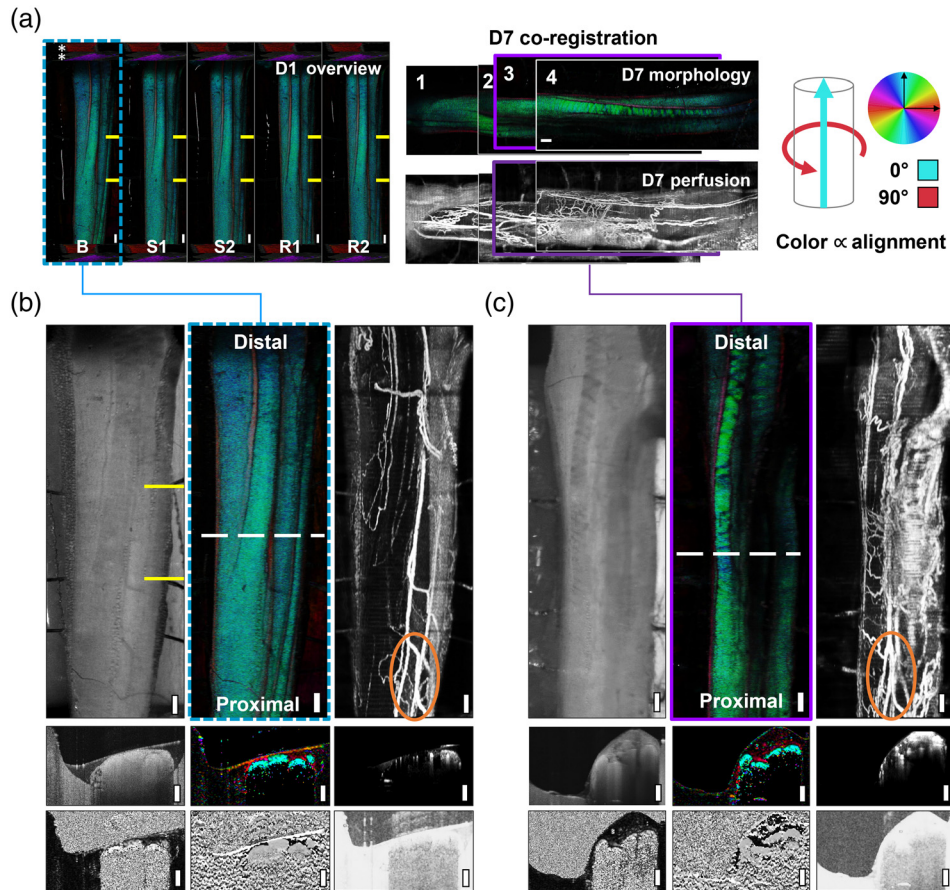 (a)
**
D1 overview
B
S1
S2
R1
R2
D7 co-registration
1
2
3
4
D7 morphology
D7 perfusion
0°
90°
Color ∝ alignment
(b)
Distal
Proximal
(c)
Distal
Proximal